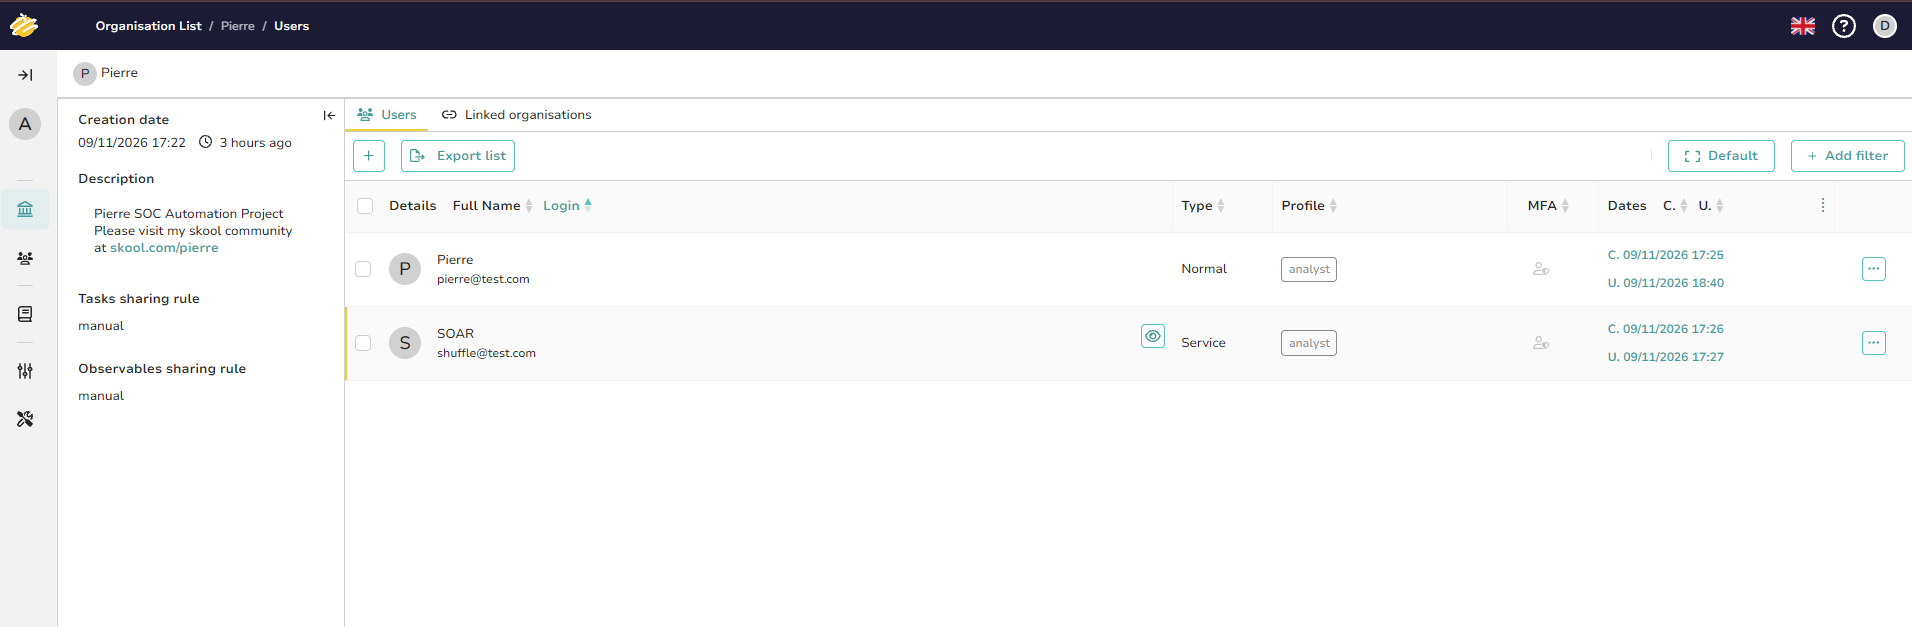 Organisation List / Pierre / Users
D
P Pierre
A
Creation date
09/11/2026 17:22 3 hours ago
Description
Pierre SOC Automation Project
Please visit my skool community
at skool.com/pierre
Tasks sharing rule
manual
Observables sharing rule
manual
Users Linked organisations
+ Export list Default + Add filter
Details Full Name Login Type Profile MFA Dates C. U.
P
Pierre
pierre@test.com
Normal
analyst
C. 09/11/2026 17:25
U. 09/11/2026 18:40
S
SOAR
shuffle@test.com
Service
analyst
C. 09/11/2026 17:26
U. 09/11/2026 17:27